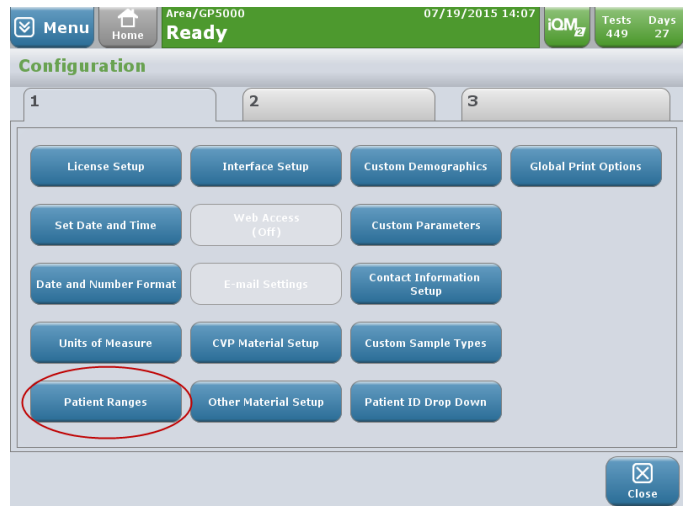 Menu
Home
Area/GP5000
07/19/2015 14:07
Ready
iQM2
Tests Days
449 27
Configuration
1 2 3
License Setup Interface Setup Custom Demographics Global Print Options
Set Date and Time Web Access
(Off) Custom Parameters
Date and Number Format E-mail Settings Contact Information
Setup
Units of Measure CVP Material Setup Custom Sample Types
Patient Ranges Other Material Setup Patient ID Drop Down
Close